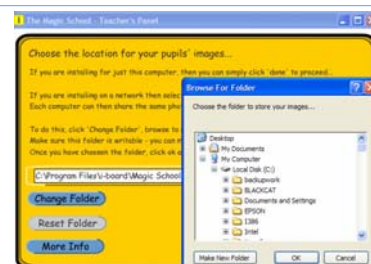 The Magic School - Teacher's Panel
Choose the location for your pupils' images...
If you are installing for just this computer, then you can simply click 'done' to proceed.
If you are installing on a network then selec
Each computer can then share the same pho
To do this, click 'Change Folder', browse to
Make sure this folder is writable - you can
Once you have choosen the folder, click ok a
C:\Program Files\i-board\Magic School
Change Folder
Reset Folder
More Info
Browse For Folder
Choose the folder to store your images...
Desktop
My Documents
My Computer
Local Disk (C:)
backupwork
BLACKCAT
Documents and Settings
EPSON
I386
Intel
Make New Folder
OK
Cancel